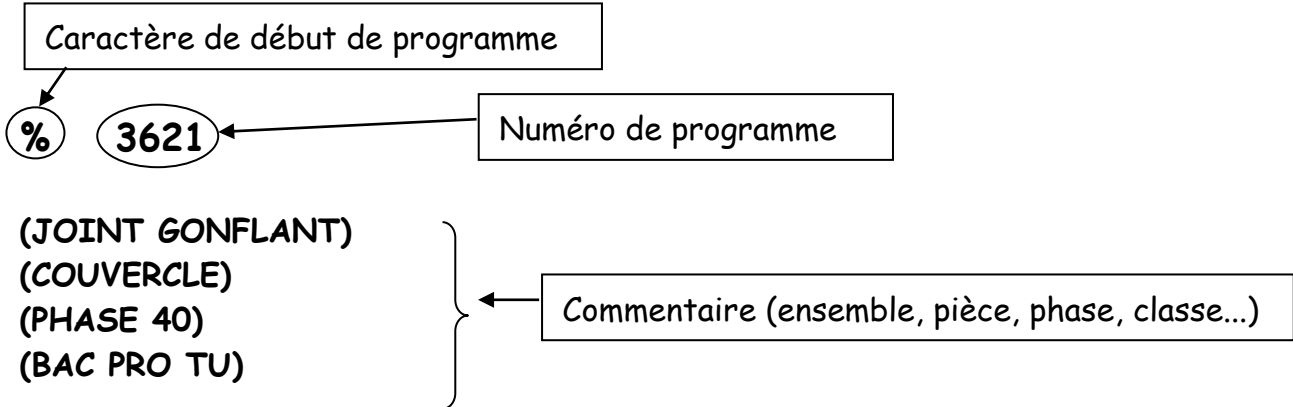 Caractère de début de programme
% 3621
Numéro de programme
(JOINT GONFLANT)
(COUVERCLE)
(PHASE 40)
(BAC PRO TU)
Commentaire (ensemble, pièce, phase, classe...)